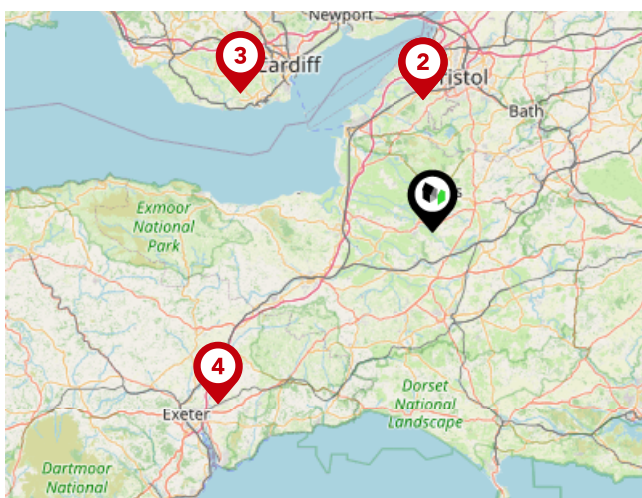 Newport
3
Cardiff
2
Bristol
Bath
Exmoor
National
Park
4
Exeter
Dorset
National
Landscape
Dartmoor
National